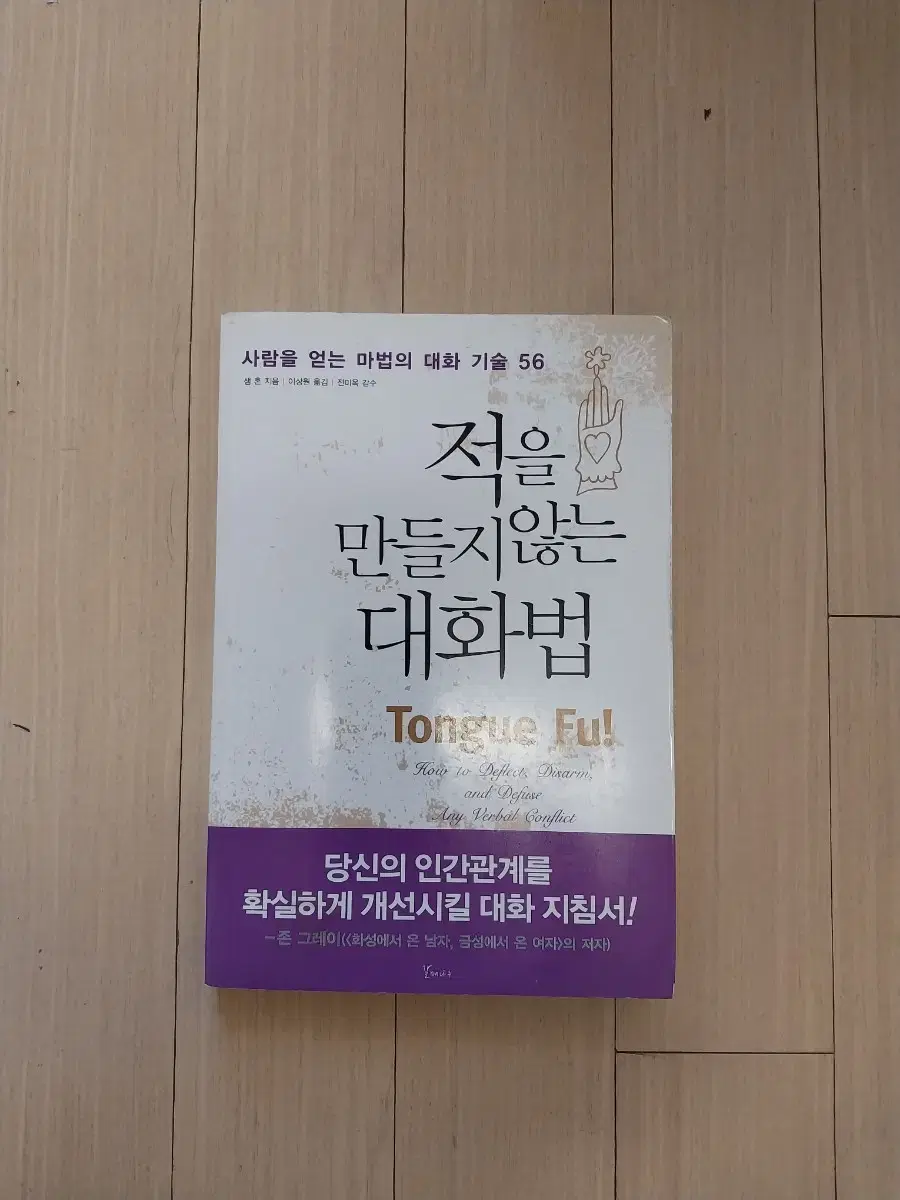 사람을 얻는 마법의 대화 기술 56
샘 혼 지음 | 이상원 옮김 | 전미옥 감수
적을
만들지 않는
대화법
Tongue Fu!
How to Deflect, Disarm,
and Defuse
Any Verbal Conflict
당신의 인간관계를
확실하게 개선시킬 대화 지침서!
-존 그레이(<화성에서 온 남자, 금성에서 온 여자>의 저자)
갈매나무